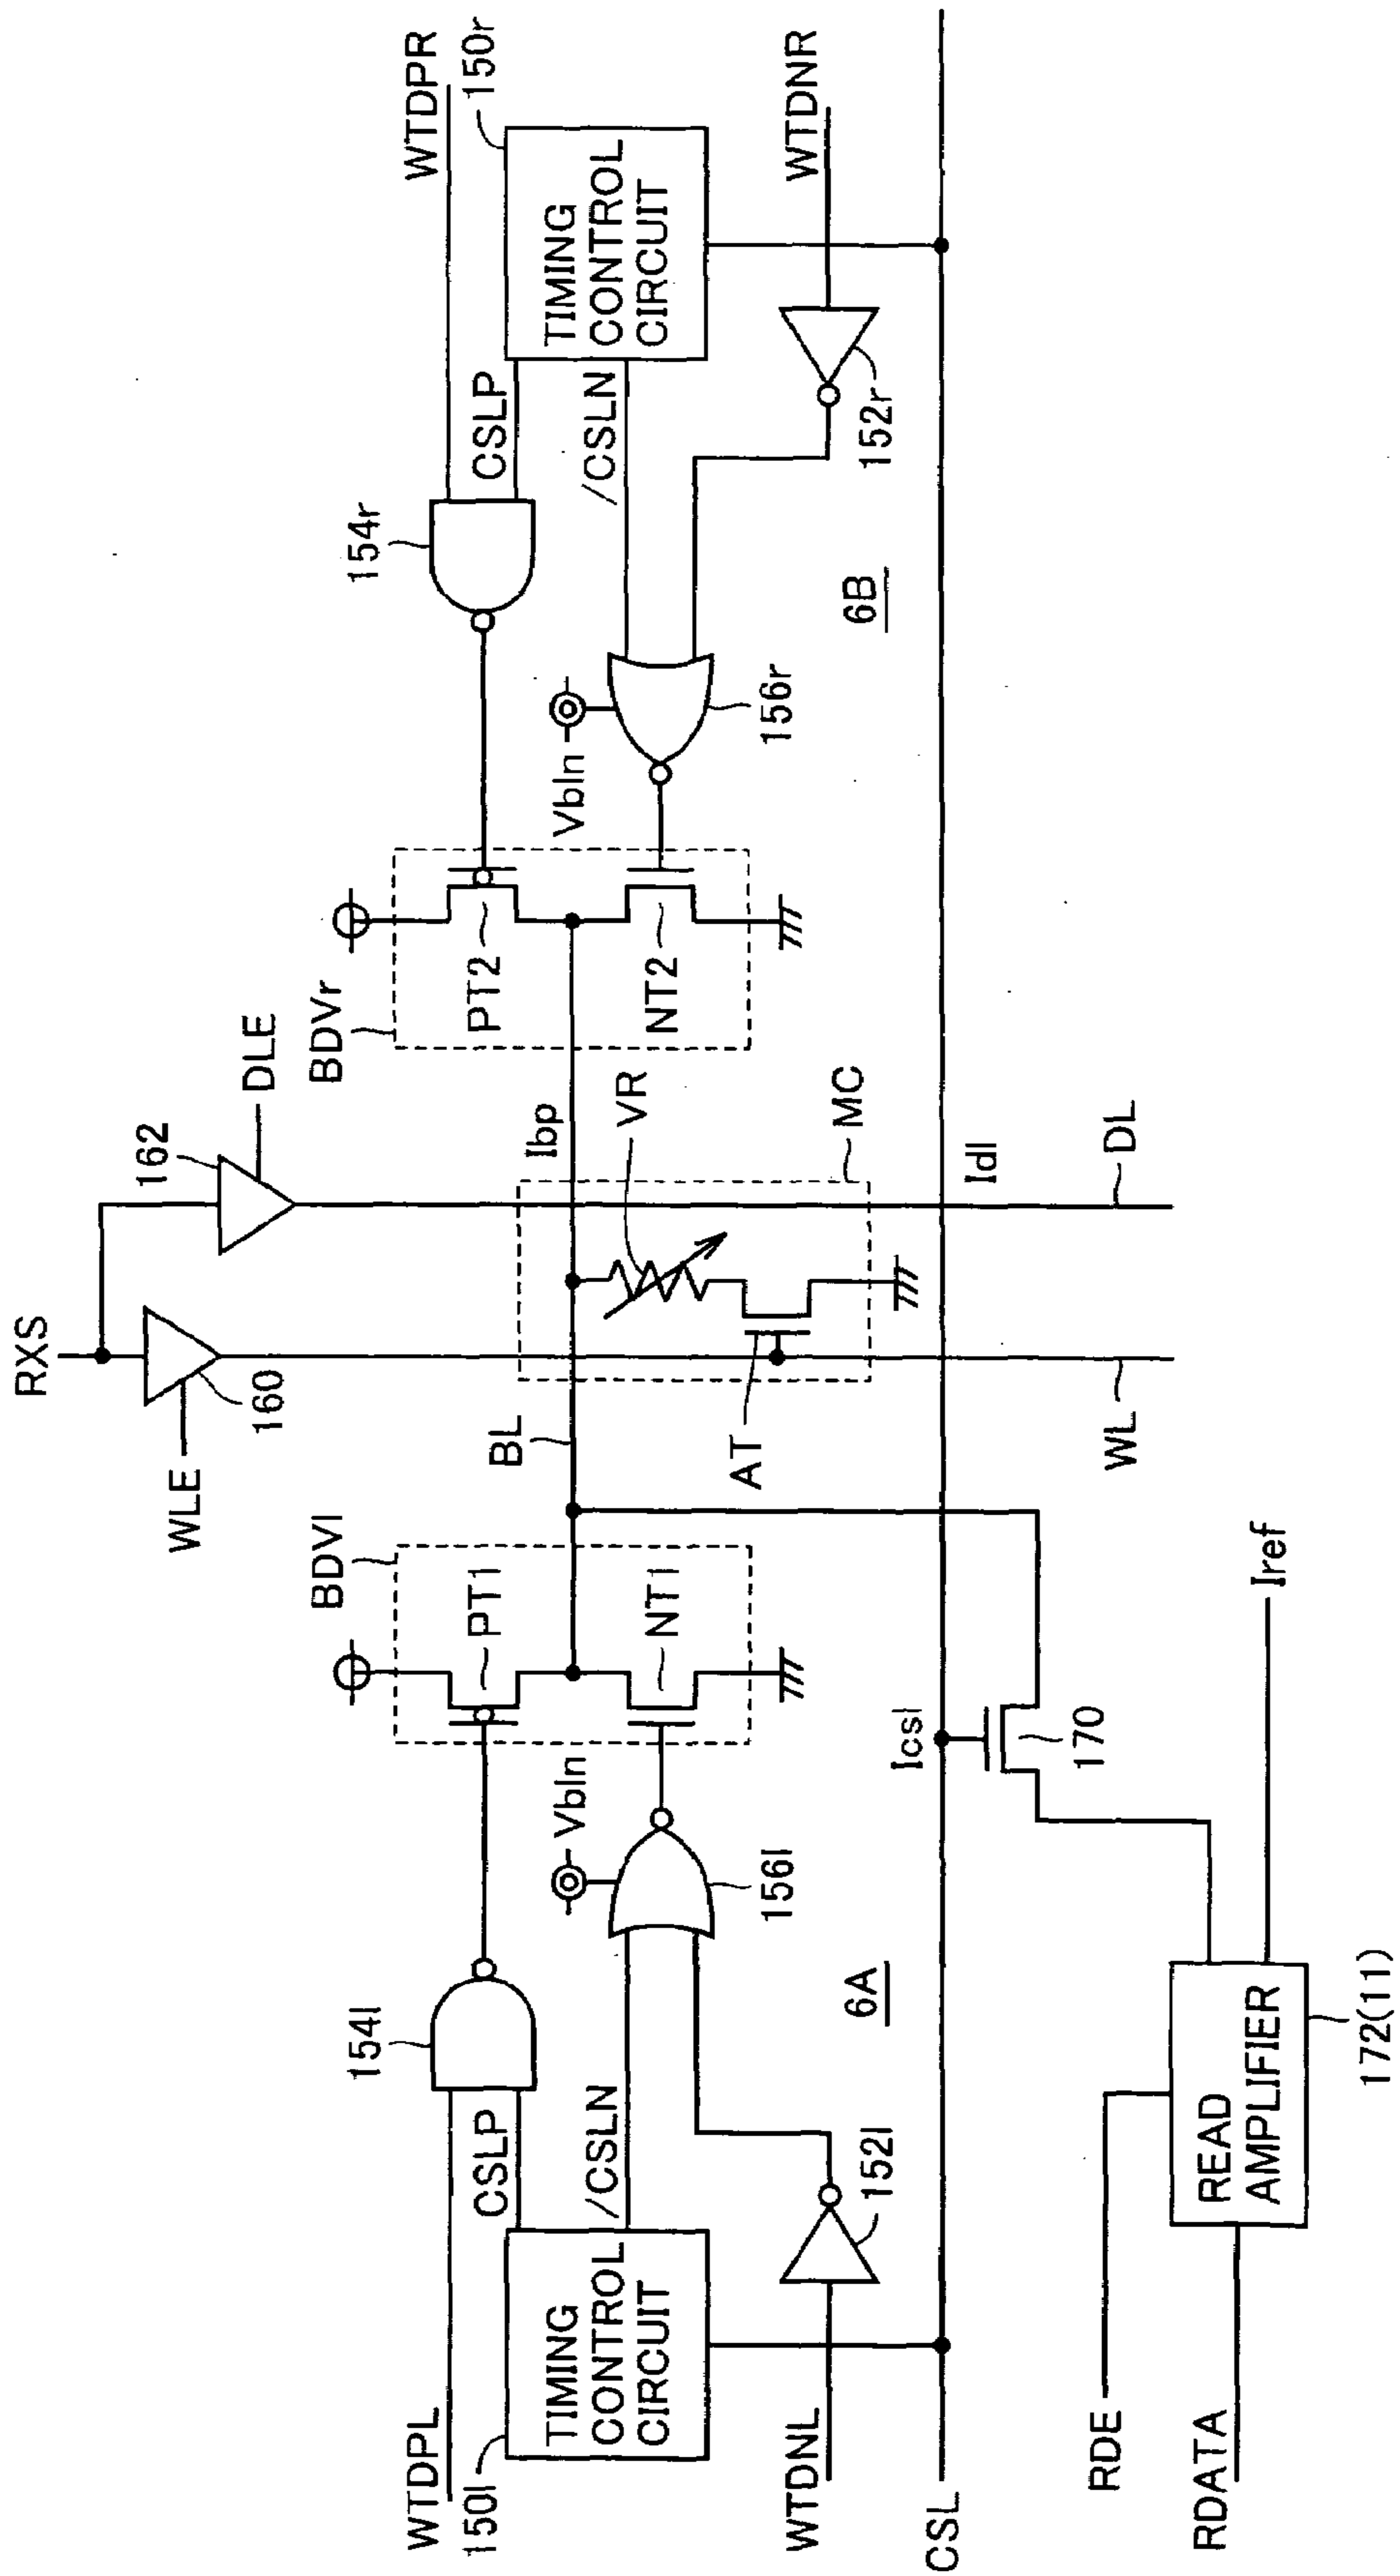 RXS
WLE
160
162
DLE
BDVl
BDVr
WTDPL
150l
TIMING
CONTROL
CIRCUIT
CSLP
/CSLN
154l
Vbln
156l
PT1
NT1
BL
Ibp
VR
MC
AT
PT2
NT2
Vbln
156r
154r
CSLP
/CSLN
WTDPR
150r
TIMING
CONTROL
CIRCUIT
WTDNL
152l
6A
6B
152r
WTDNR
CSL
Icsl
Idl
170
WL
DL
RDE
RDATA
READ
AMPLIFIER
172(11)
Iref